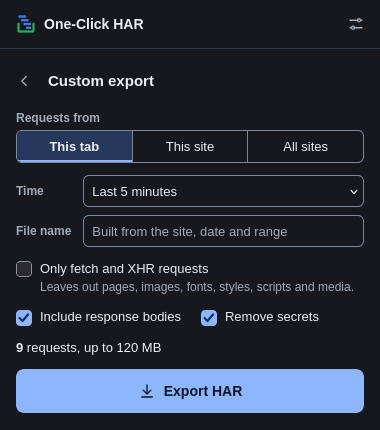 One-Click HAR
Custom export
Requests from
This tab
This site
All sites
Time
Last 5 minutes
File name
Built from the site, date and range
Only fetch and XHR requests
Leaves out pages, images, fonts, styles, scripts and media.
Include response bodies
Remove secrets
9 requests, up to 120 MB
Export HAR